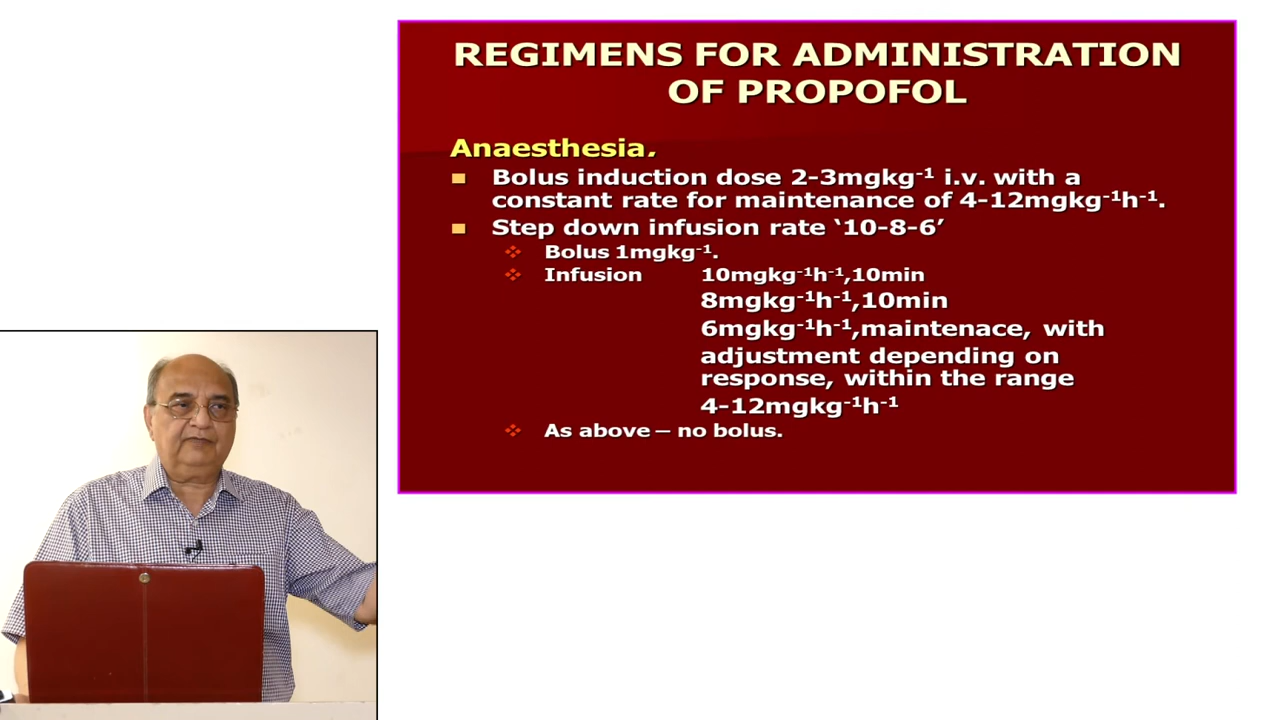 REGIMENS FOR ADMINISTRATION
OF PROPOFOL
Anaesthesia.
■ Bolus induction dose 2-3mgkg⁻¹ i.v. with a
constant rate for maintenance of 4-12mgkg⁻¹h⁻¹.
■ Step down infusion rate ‘10-8-6’
❖ Bolus 1mgkg⁻¹.
❖ Infusion 10mgkg⁻¹h⁻¹,10min
8mgkg⁻¹h⁻¹,10min
6mgkg⁻¹h⁻¹,maintenace, with
adjustment depending on
response, within the range
4-12mgkg⁻¹h⁻¹
❖ As above – no bolus.